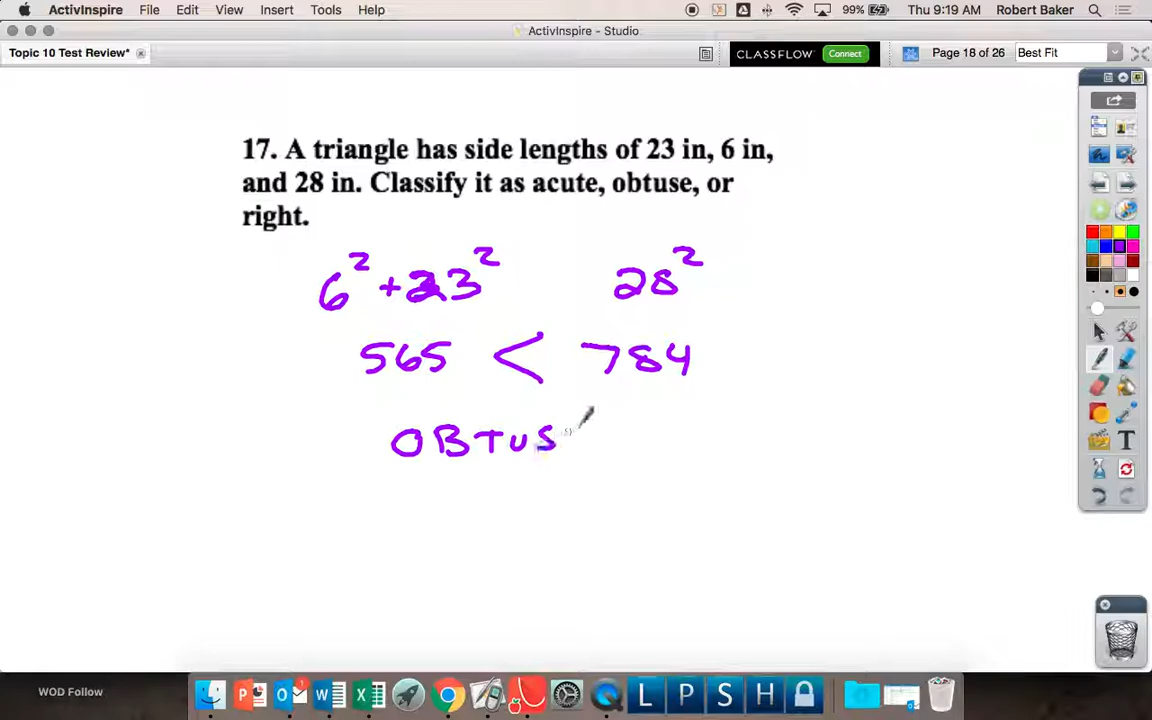 ActivInspire File Edit View Insert Tools Help 99% Thu 9:19 AM Robert Baker
ActivInspire - Studio
Topic 10 Test Review* CLASSFLOW Connect Page 18 of 26 Best Fit
17. A triangle has side lengths of 23 in, 6 in,
and 28 in. Classify it as acute, obtuse, or
right.
6² + 23² 28²
565 < 784
OBTUS
WOD Follow
L P S H